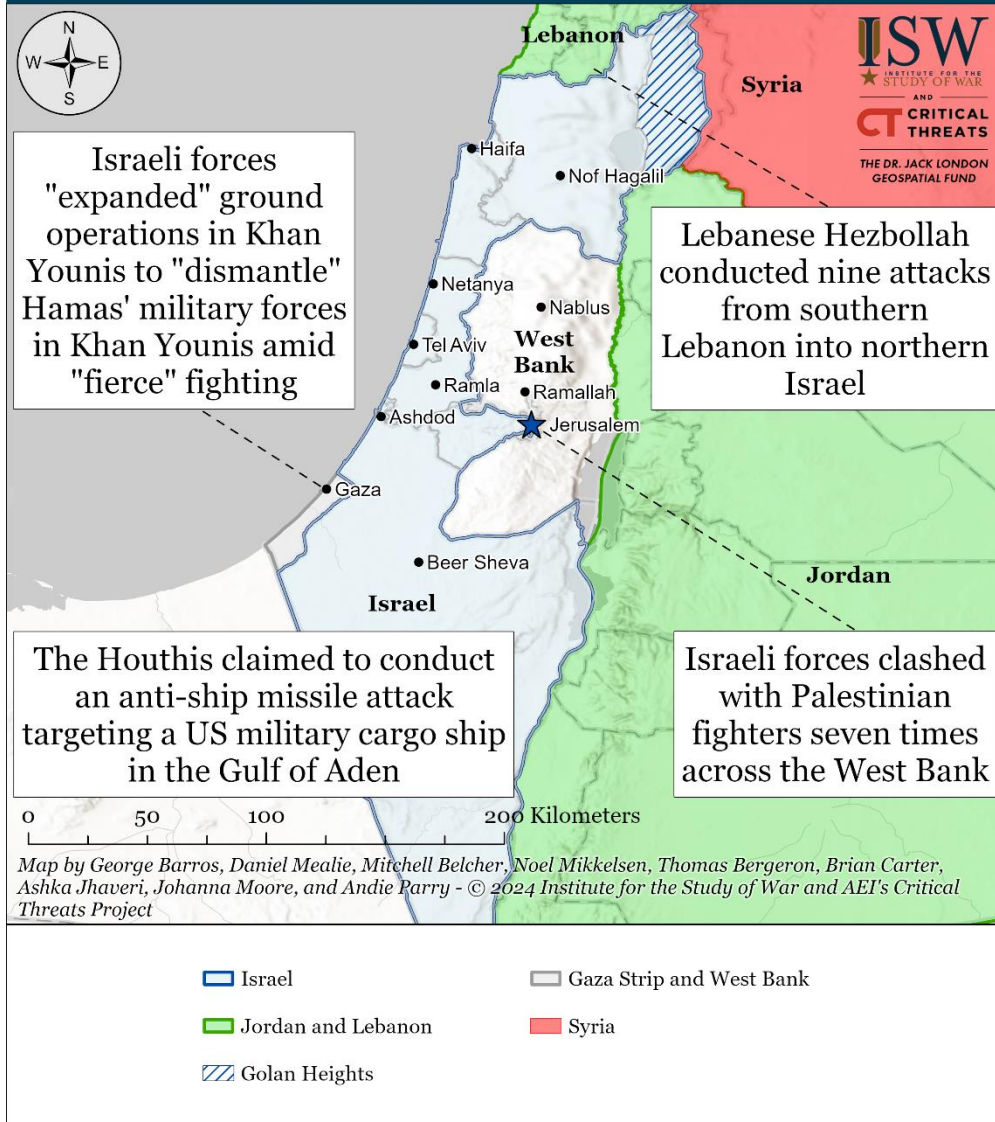 N
W E
S
Lebanon
Syria
ISW
INSTITUTE FOR THE
STUDY OF WAR
AND
CT CRITICAL
THREATS
THE DR. JACK LONDON
GEOSPATIAL FUND
Israeli forces
"expanded" ground
operations in Khan
Younis to "dismantle"
Hamas' military forces
in Khan Younis amid
"fierce" fighting
Haifa
Nof Hagalil
Lebanese Hezbollah
conducted nine attacks
from southern
Lebanon into northern
Israel
Netanya
Nablus
West
Bank
Tel Aviv
Ramla
Ramallah
Ashdod
Jerusalem
Gaza
Beer Sheva
Israel
Jordan
The Houthis claimed to conduct
an anti-ship missile attack
targeting a US military cargo ship
in the Gulf of Aden
Israeli forces clashed
with Palestinian
fighters seven times
across the West Bank
0 50 100 200 Kilometers
Map by George Barros, Daniel Mealie, Mitchell Belcher, Noel Mikkelsen, Thomas Bergeron, Brian Carter,
Ashka Jhaveri, Johanna Moore, and Andie Parry - © 2024 Institute for the Study of War and AEI's Critical
Threats Project
Israel
Gaza Strip and West Bank
Jordan and Lebanon
Syria
Golan Heights